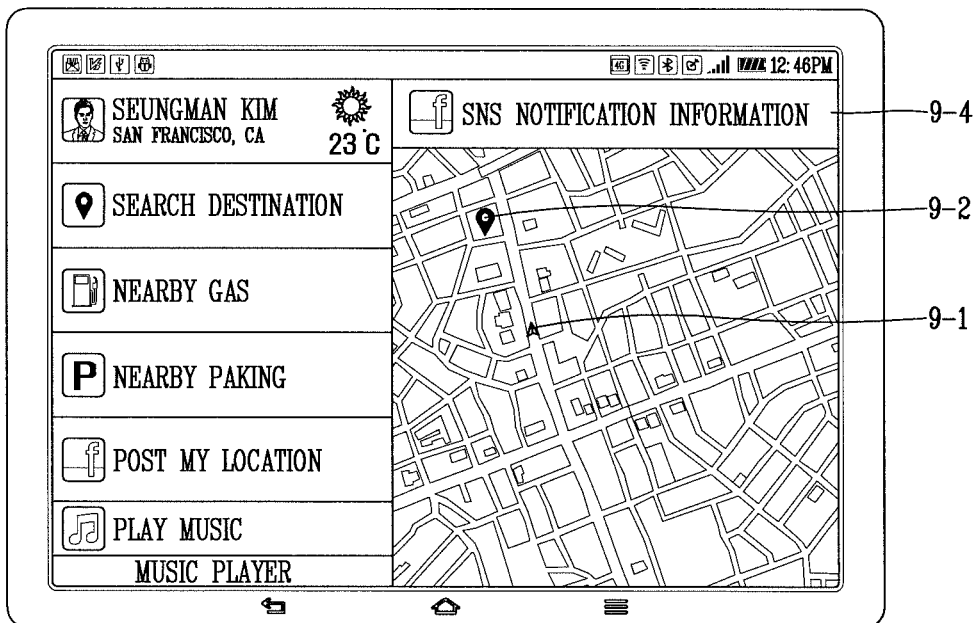 4G 12:46PM
SEUNGMAN KIM
SAN FRANCISCO, CA
23˚C
SNS NOTIFICATION INFORMATION
9-4
SEARCH DESTINATION
9-2
NEARBY GAS
9-1
P NEARBY PAKING
f POST MY LOCATION
PLAY MUSIC
MUSIC PLAYER